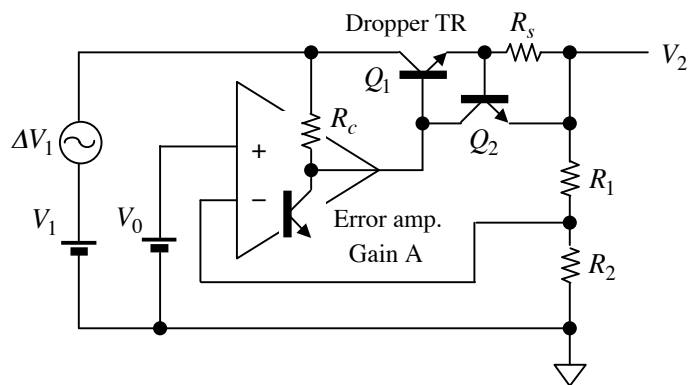 Dropper TR
R_s
V_2
Q_1
R_c
Q_2
ΔV_1
+
V_1
V_0
−
Error amp.
Gain A
R_1
R_2